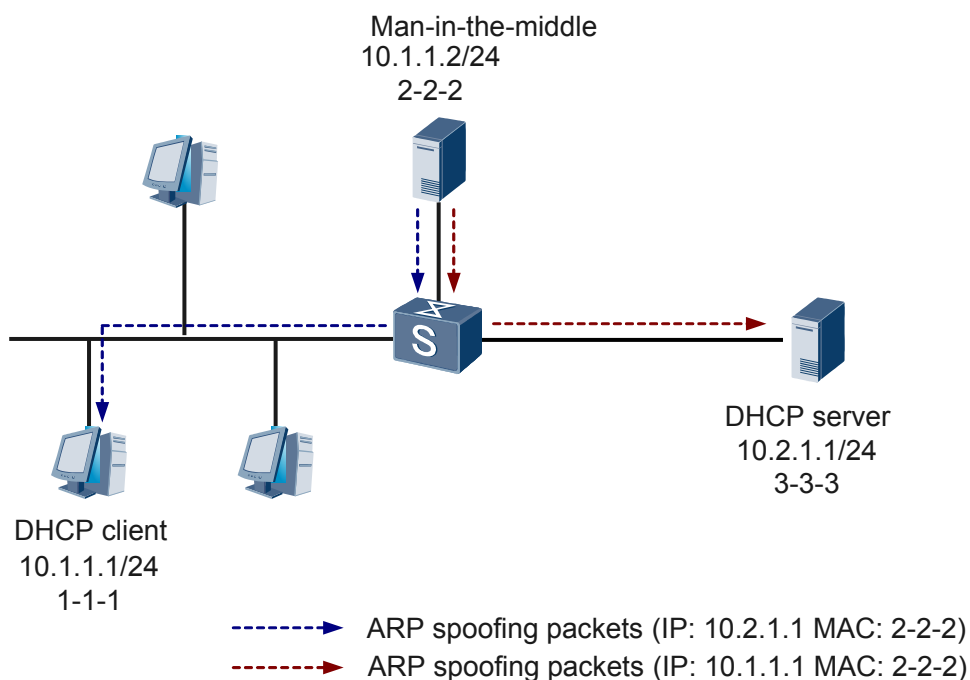 Man-in-the-middle
10.1.1.2/24
2-2-2
S
DHCP server
10.2.1.1/24
3-3-3
DHCP client
10.1.1.1/24
1-1-1
ARP spoofing packets (IP: 10.2.1.1 MAC: 2-2-2)
ARP spoofing packets (IP: 10.1.1.1 MAC: 2-2-2)